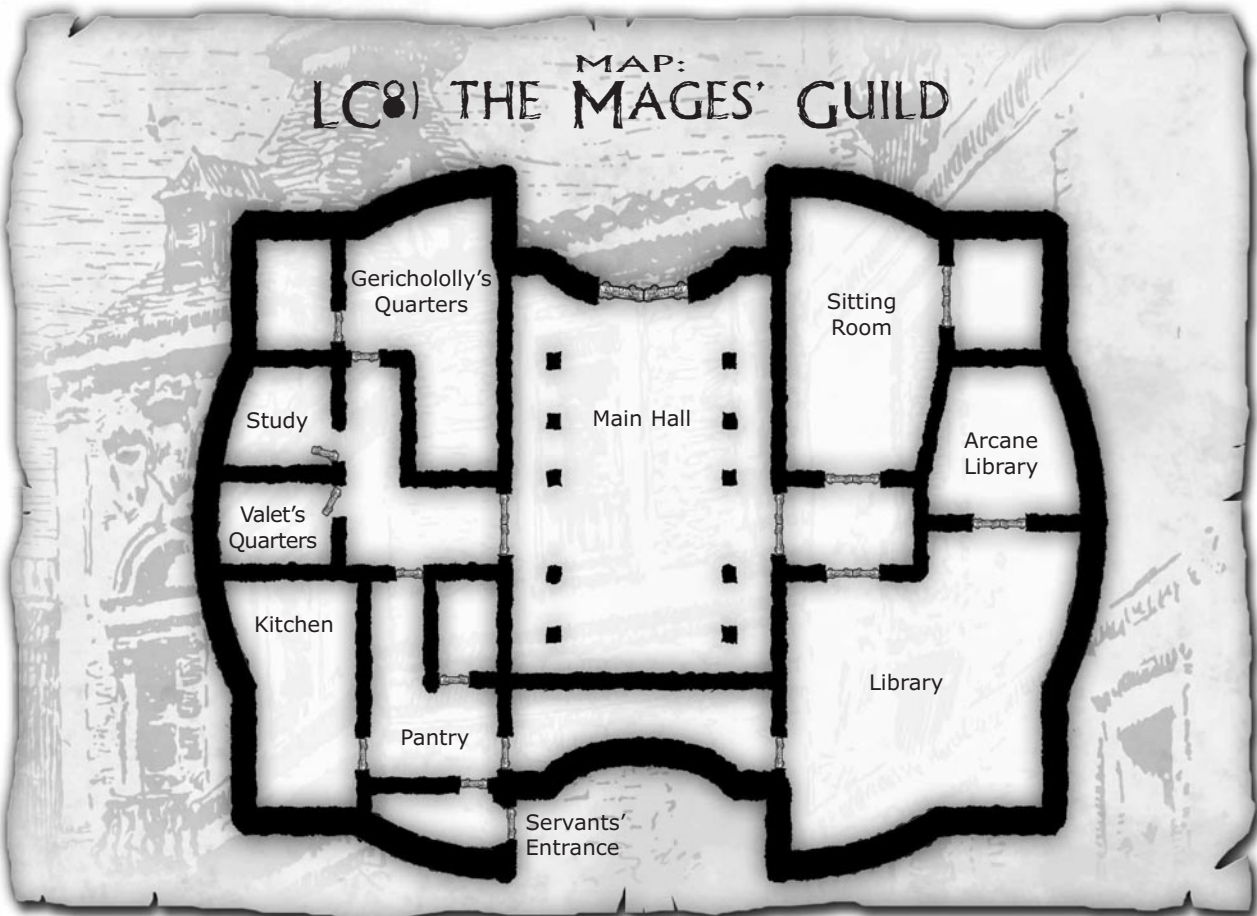 MAP:
LC8) THE MAGES' GUILD
Gerichololly's
Quarters
Sitting
Room
Main Hall
Study
Arcane
Library
Valet's
Quarters
Kitchen
Library
Pantry
Servants'
Entrance